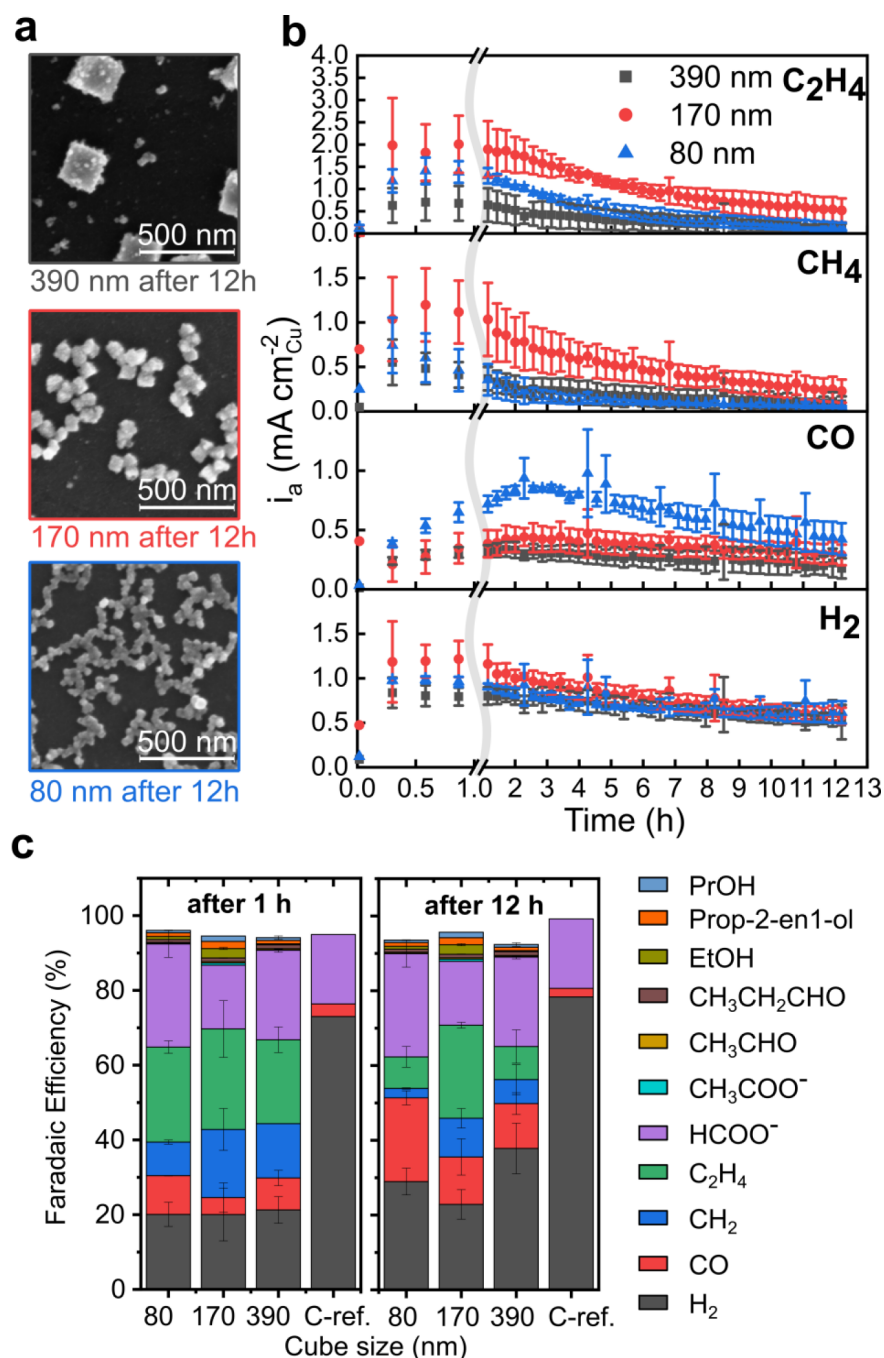 a
500 nm
390 nm after 12h
500 nm
170 nm after 12h
500 nm
80 nm after 12h
b
iₐ (mA cm⁻²Cu)
4.0
3.5
3.0
2.5
2.0
1.5
1.0
0.5
0.0
390 nm
170 nm
80 nm
C₂H₄
1.5
1.0
0.5
0.0
CH₄
1.0
0.5
0.0
CO
1.5
1.0
0.5
0.0
H₂
0.0 0.5 1.0 2 3 4 5 6 7 8 9 10 11 12 13
Time (h)
c
Faradaic Efficiency (%)
100
80
60
40
20
0
after 1 h
after 12 h
80 170 390 C-ref. 80 170 390 C-ref.
Cube size (nm)
PrOH
Prop-2-en1-ol
EtOH
CH₃CH₂CHO
CH₃CHO
CH₃COO⁻
HCOO⁻
C₂H₄
CH₂
CO
H₂